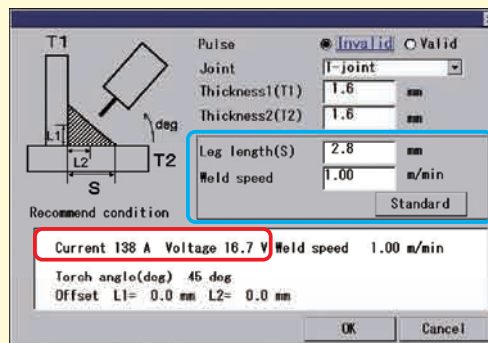 T1
Pulse Invalid Valid
Joint T-joint
Thickness1(T1) 1.6 mm
Thickness2(T2) 1.6 mm
deg
L1
L2
T2
S
Leg length(S) 2.8 mm
Weld speed 1.00 m/min
Standard
Recommend condition
Current 138 A Voltage 16.7 V Weld speed 1.00 m/min
Torch angle(deg) 45 deg
Offset L1= 0.0 mm L2= 0.0 mm
OK Cancel